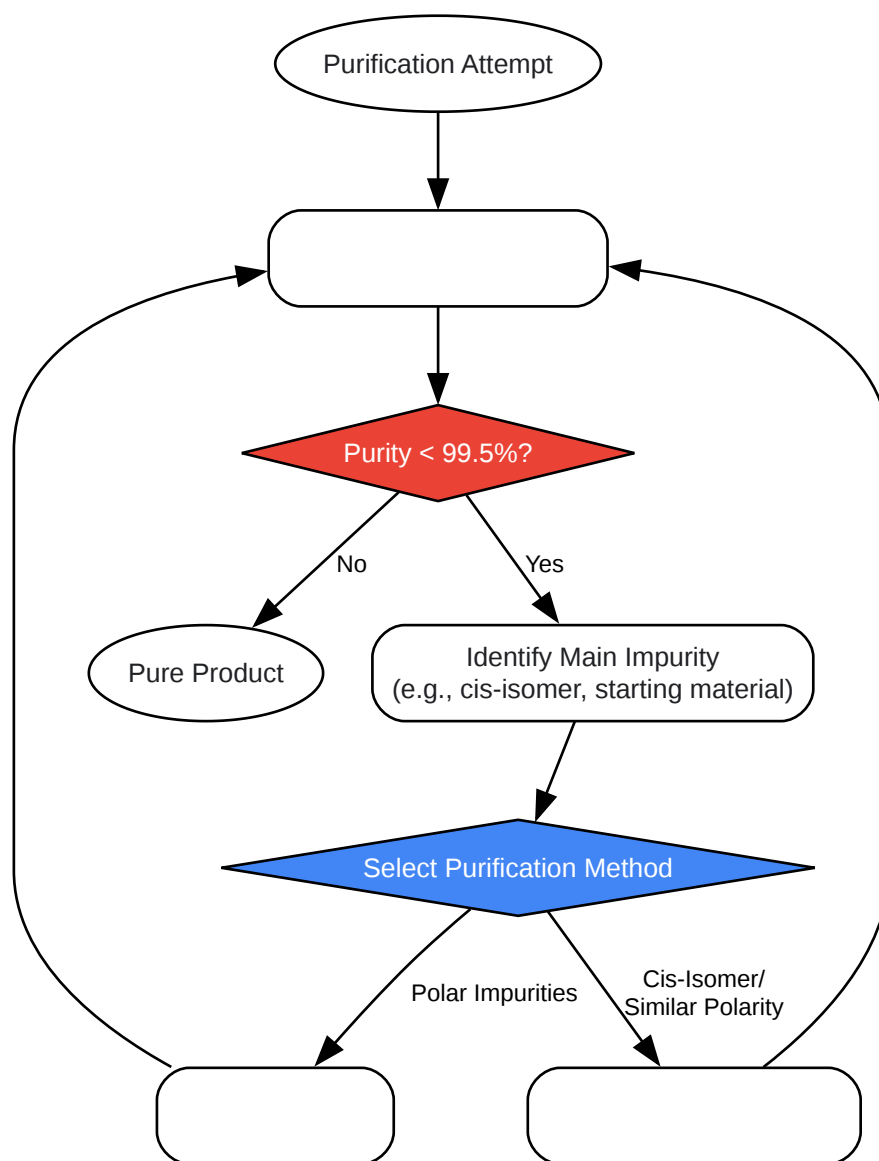 Purification Attempt
Purity < 99.5%?
No
Yes
Pure Product
Identify Main Impurity
(e.g., cis-isomer, starting material)
Select Purification Method
Polar Impurities
Cis-Isomer/
Similar Polarity